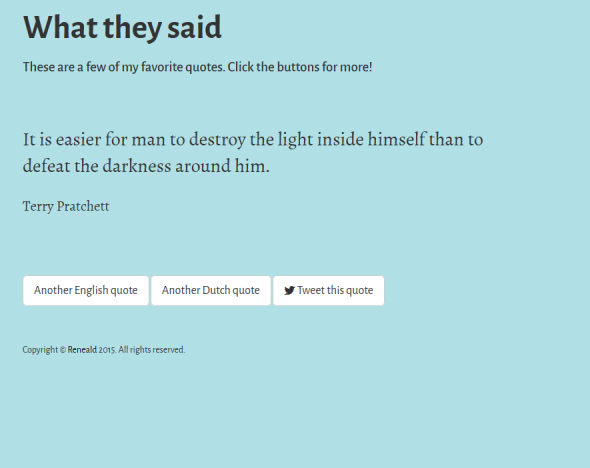 What they said
These are a few of my favorite quotes. Click the buttons for more!
It is easier for man to destroy the light inside himself than to
defeat the darkness around him.
Terry Pratchett
Another English quote Another Dutch quote Tweet this quote
Copyright © Reneald 2015. All rights reserved.